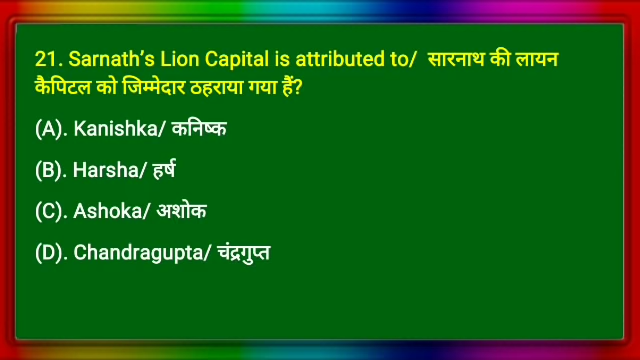 21. Sarnath’s Lion Capital is attributed to/ सारनाथ की लायन
कैपिटल को जिम्मेदार ठहराया गया हैं?
(A). Kanishka/ कनिष्क
(B). Harsha/ हर्ष
(C). Ashoka/ अशोक
(D). Chandragupta/ चंद्रगुप्त